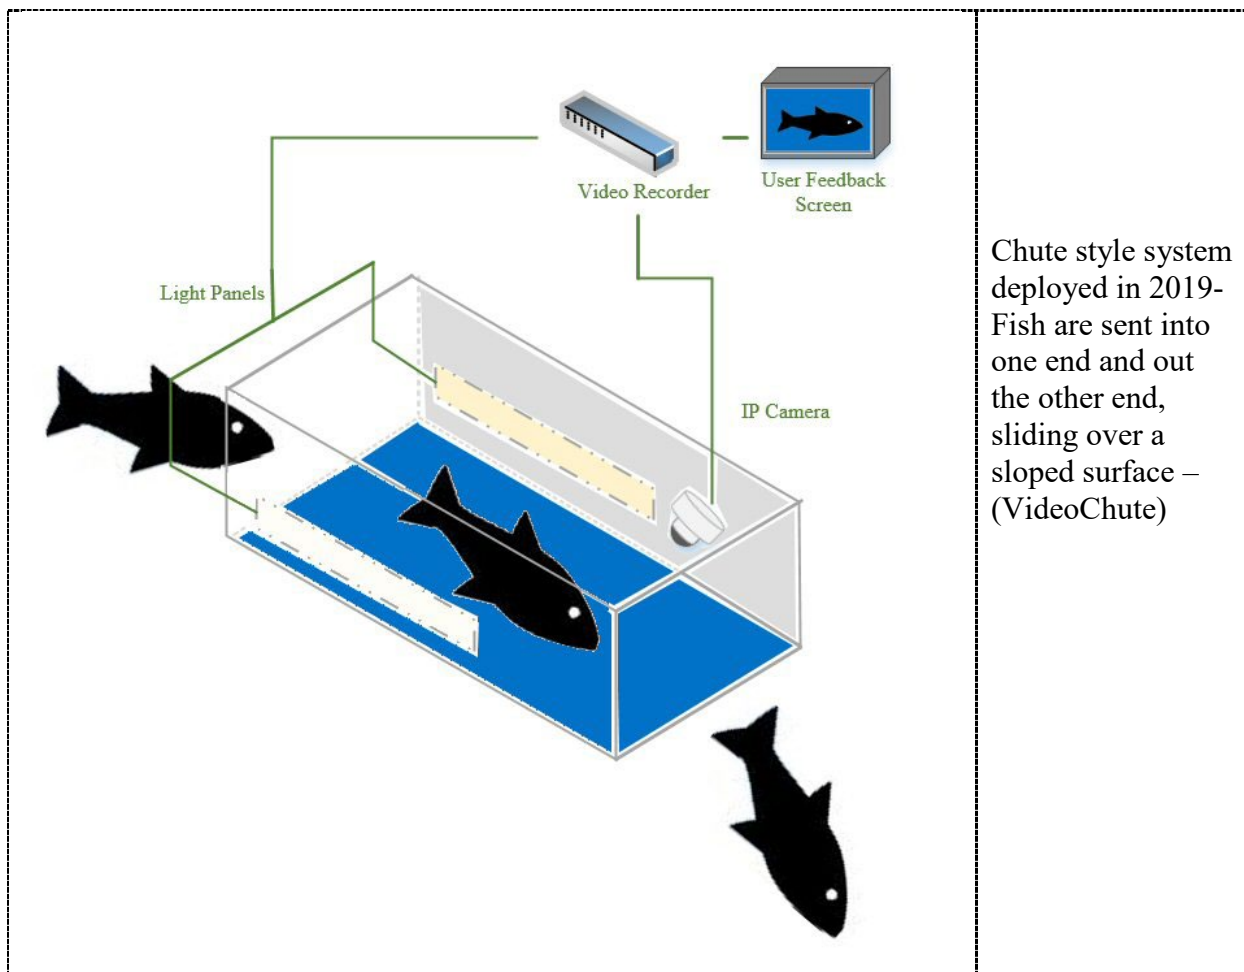 Video Recorder
User Feedback
Screen
Light Panels
IP Camera
Chute style system
deployed in 2019-
Fish are sent into
one end and out
the other end,
sliding over a
sloped surface –
(VideoChute)